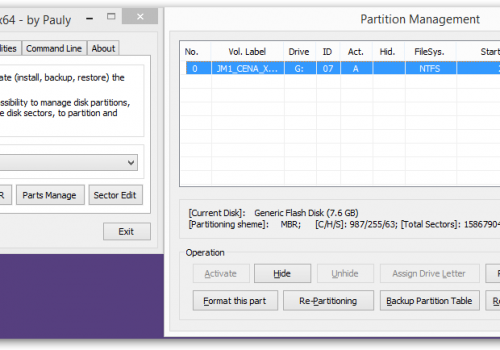 x64 - by Pauly
lities Command Line About
ate (install, backup, restore) the
ssibility to manage disk partitions,
e disk sectors, to partition and
R Parts Manage Sector Edit
Exit
Partition Management
No. Vol. Label Drive ID Act. Hid. FileSys. Start
0 JM1_CENA_X... G: 07 A NTFS
[Current Disk]: Generic Flash Disk (7.6 GB)
[Partitioning sheme]: MBR; [C/H/S]: 987/255/63; [Total Sectors]: 15867904
Operation
Activate Hide Unhide Assign Drive Letter
Format this part Re-Partitioning Backup Partition Table